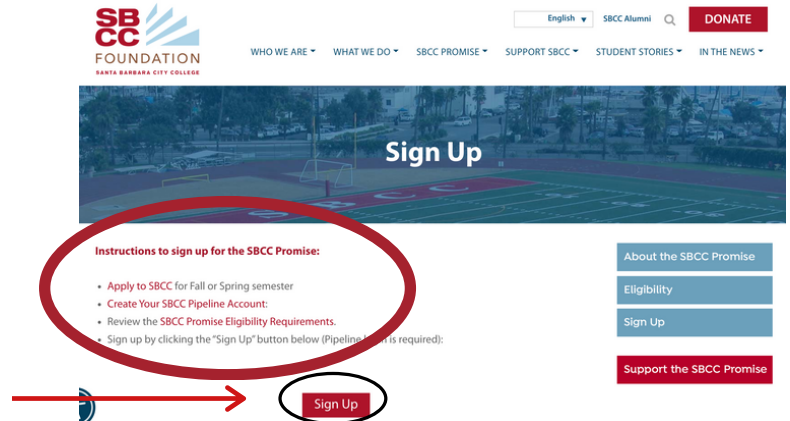 SB
CC
FOUNDATION
SANTA BARBARA CITY COLLEGE
English
SBCC Alumni
DONATE
WHO WE ARE
WHAT WE DO
SBCC PROMISE
SUPPORT SBCC
STUDENT STORIES
IN THE NEWS
Sign Up
SBCC
Instructions to sign up for the SBCC Promise:
• Apply to SBCC for Fall or Spring semester
• Create Your SBCC Pipeline Account:
• Review the SBCC Promise Eligibility Requirements.
• Sign up by clicking the "Sign Up" button below (Pipeline is required):
Sign Up
About the SBCC Promise
Eligibility
Sign Up
Support the SBCC Promise